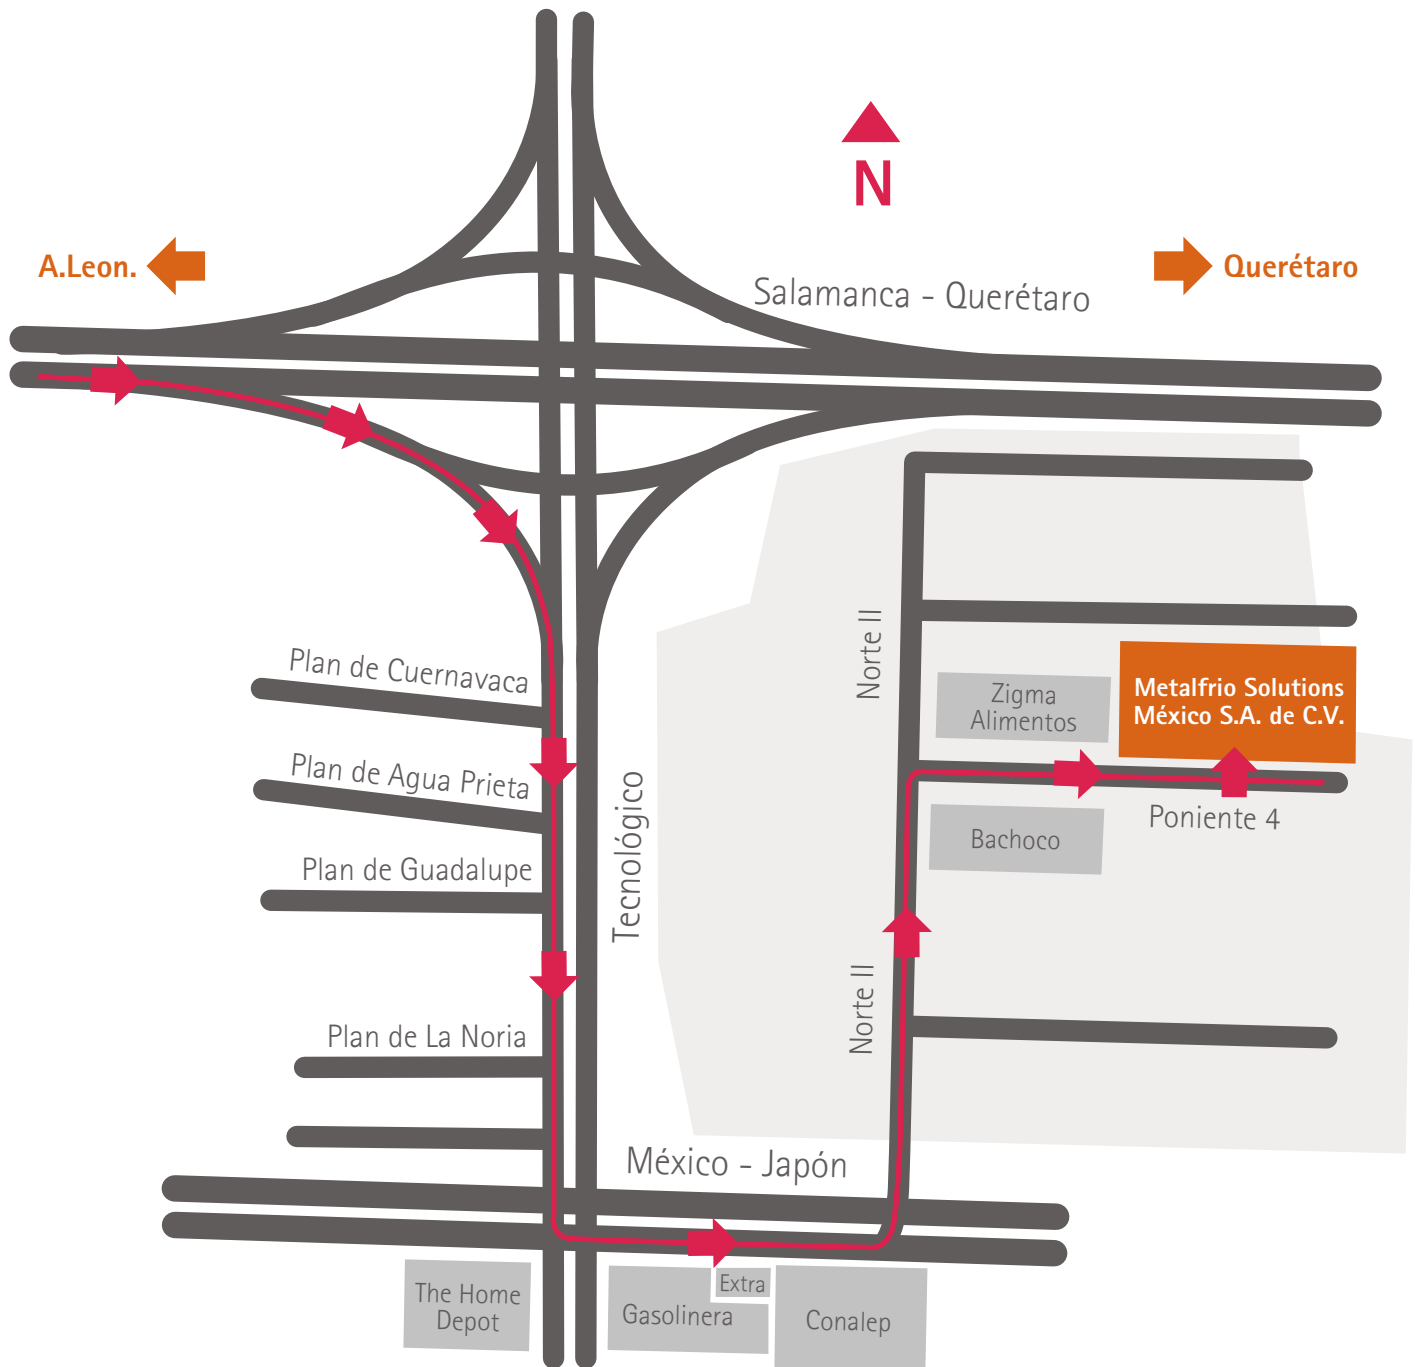 N
A.Leon.
Querétaro
Salamanca - Querétaro
Norte II
Plan de Cuernavaca
Zigma
Alimentos
Metalfrio Solutions
México S.A. de C.V.
Plan de Agua Prieta
Tecnológico
Poniente 4
Bachoco
Plan de Guadalupe
Norte II
Plan de La Noria
México - Japón
The Home
Depot
Gasolinera
Extra
Conalep